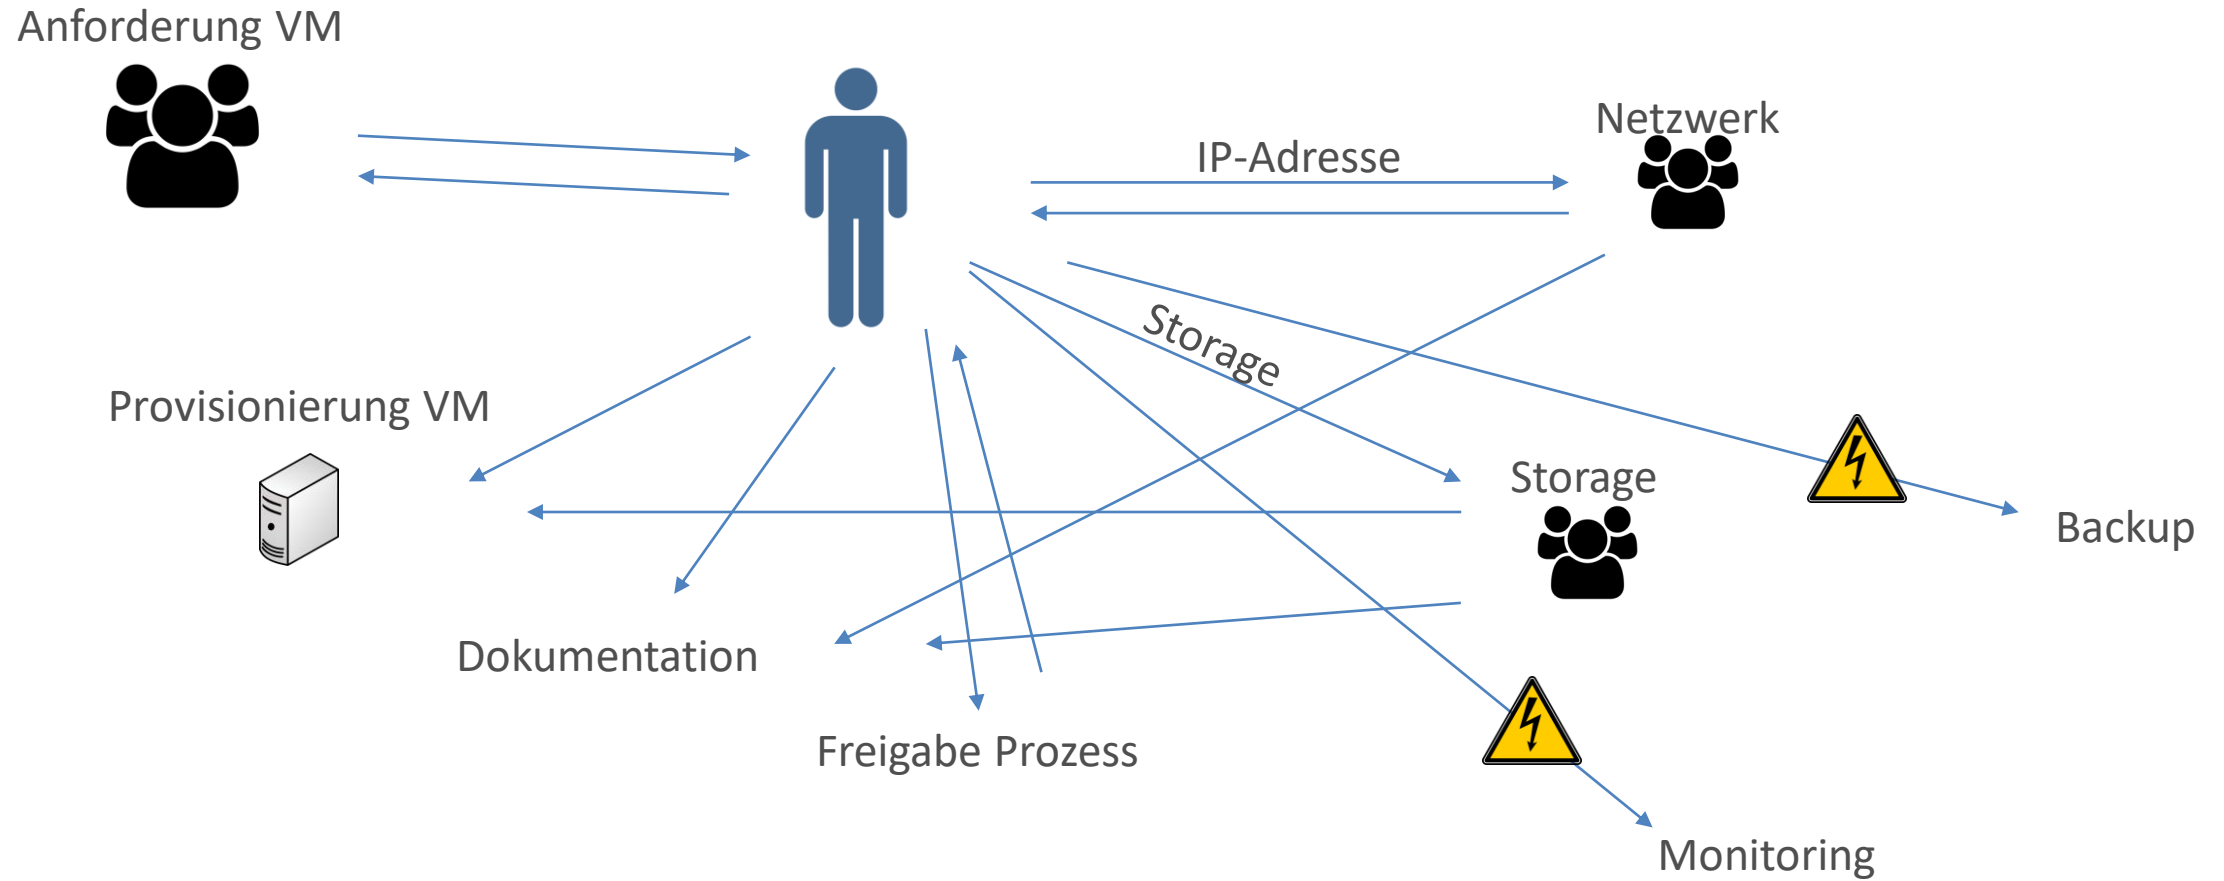 Anforderung VM
Netzwerk
IP-Adresse
Storage
Provisionierung VM
Storage
Backup
Dokumentation
Freigabe Prozess
Monitoring